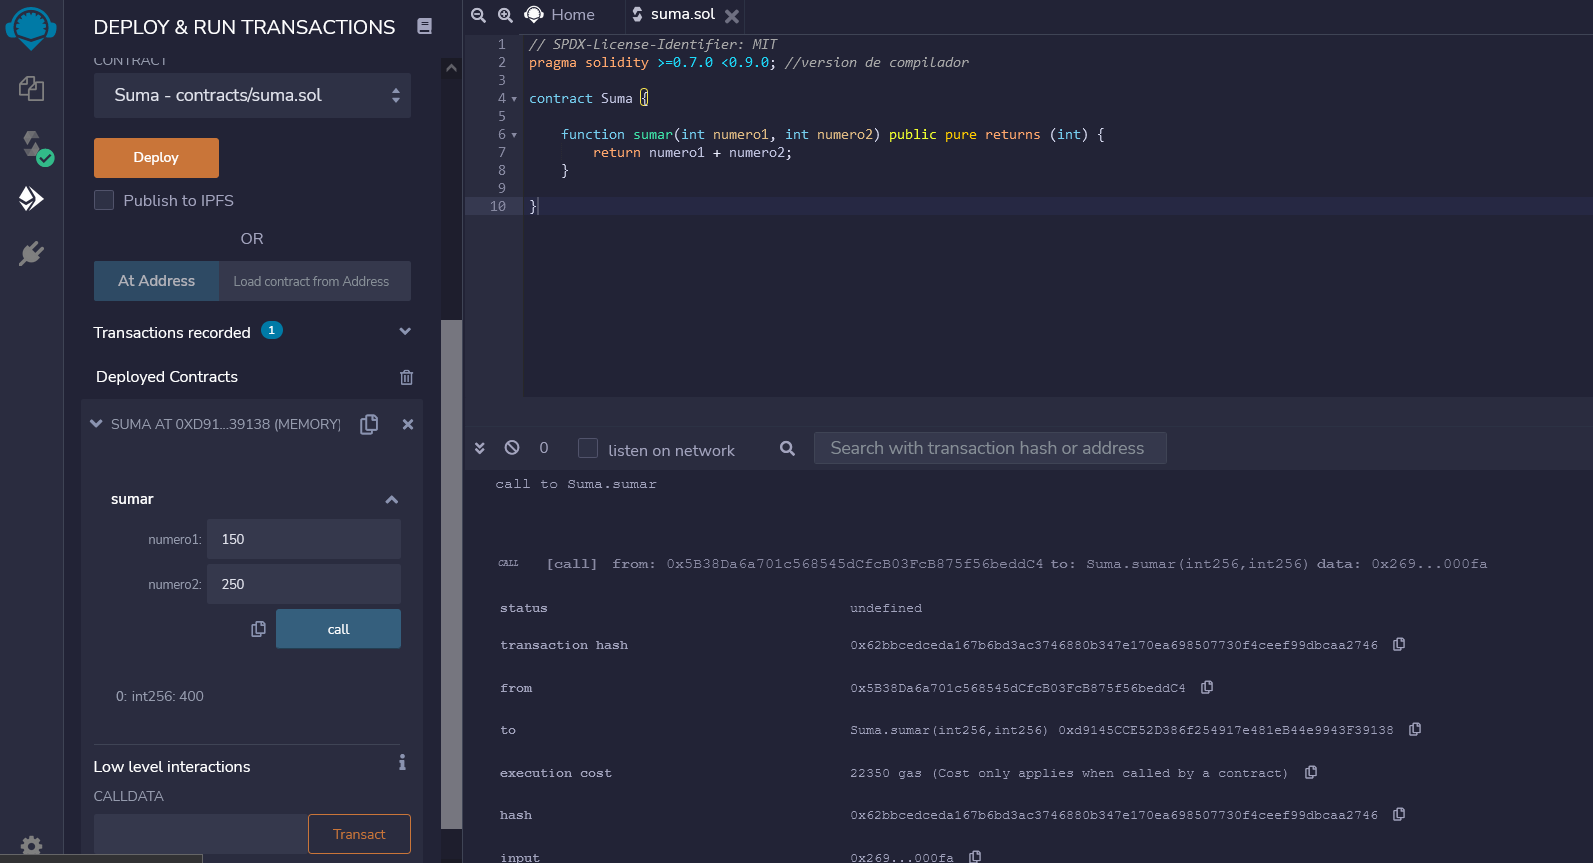 DEPLOY & RUN TRANSACTIONS
CONTRACT
Suma - contracts/suma.sol
Deploy
Publish to IPFS
OR
At Address
Load contract from Address
Transactions recorded 1
Deployed Contracts
SUMA AT 0XD91...39138 (MEMORY)
sumar
numero1: 150
numero2: 250
call
0: int256: 400
Low level interactions
CALLDATA
Transact
Home
suma.sol
1 // SPDX-License-Identifier: MIT
2 pragma solidity >=0.7.0 <0.9.0; //version de compilador
3
4 contract Suma {
5
6 function sumar(int numero1, int numero2) public pure returns (int) {
7 return numero1 + numero2;
8 }
9
10 }
0 listen on network Search with transaction hash or address
call to Suma.sumar
CALL [call] from: 0x5B38Da6a701c568545dCfcB03FcB875f56beddC4 to: Suma.sumar(int256,int256) data: 0x269...000fa
status undefined
transaction hash 0x62bbcedceda167b6bd3ac3746880b347e170ea698507730f4ceef99dbcaa2746
from 0x5B38Da6a701c568545dCfcB03FcB875f56beddC4
to Suma.sumar(int256,int256) 0xd9145CCE52D386f254917e481eB44e9943F39138
execution cost 22350 gas (Cost only applies when called by a contract)
hash 0x62bbcedceda167b6bd3ac3746880b347e170ea698507730f4ceef99dbcaa2746
input 0x269...000fa